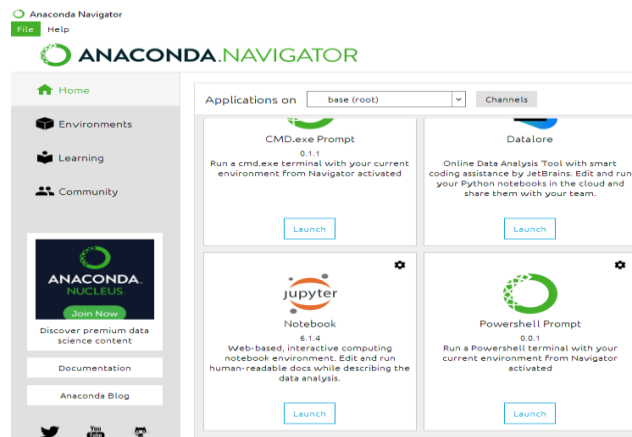 Anaconda Navigator
File Help
ANACONDA.NAVIGATOR
Home
Environments
Learning
Community
ANACONDA.
NUCLEUS
Join Now
Discover premium data
science content
Documentation
Anaconda Blog
You
Tube
Applications on base (root) Channels
CMD.exe Prompt
0.1.1
Run a cmd.exe terminal with your current
environment from Navigator activated
Launch
Datalore
Online Data Analysis Tool with smart
coding assistance by JetBrains. Edit and run
your Python notebooks in the cloud and
share them with your team.
Launch
jupyter
Notebook
6.1.4
Web-based, interactive computing
notebook environment. Edit and run
human-readable docs while describing the
data analysis.
Launch
Powershell Prompt
0.0.1
Run a Powershell terminal with your
current environment from Navigator
activated
Launch